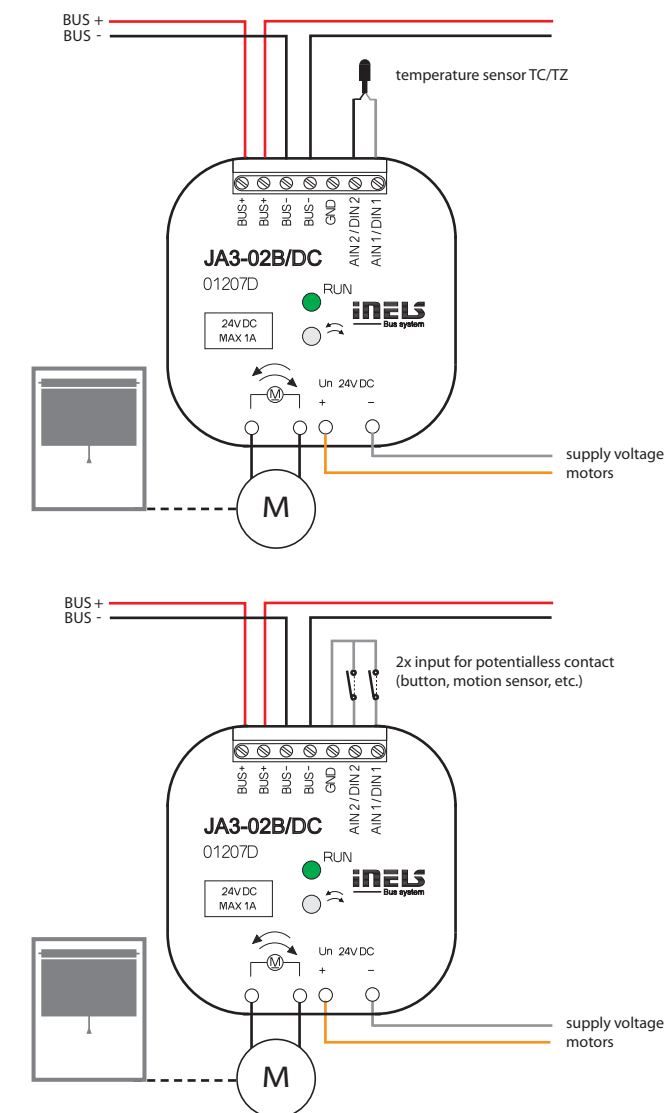 BUS +
BUS -
temperature sensor TC/TZ
BUS+
BUS+
BUS-
BUS-
GND
AIN 2 / DIN 2
AIN 1 / DIN 1
JA3-02B/DC
01207D
RUN
iNELS
Bus system
24V DC
MAX 1A
M
Un 24V DC
+ –
supply voltage
motors
M
BUS +
BUS -
2x input for potentialless contact
(button, motion sensor, etc.)
BUS+
BUS+
BUS-
BUS-
GND
AIN 2 / DIN 2
AIN 1 / DIN 1
JA3-02B/DC
01207D
RUN
iNELS
Bus system
24V DC
MAX 1A
M
Un 24V DC
+ –
supply voltage
motors
M